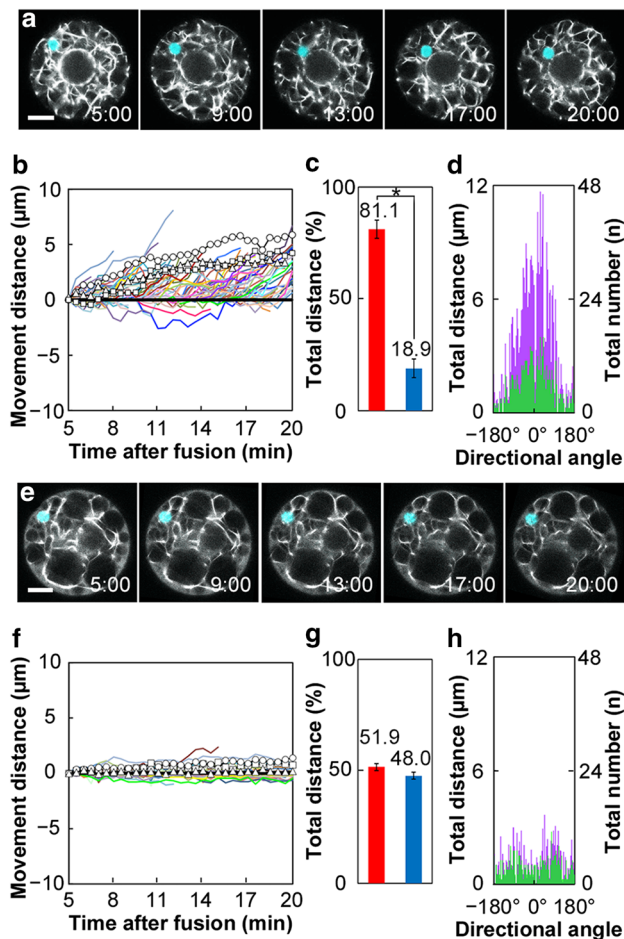 a
5:00 9:00 13:00 17:00 20:00
b
Movement distance (μm)
10
5
0
−5
−10
5 8 11 14 17 20
Time after fusion (min)
c
Total distance (%)
100
50
0
81.1
*
18.9
d
Total distance (μm)
12
6
0
48
24
0
Total number (n)
−180° 0° 180°
Directional angle
e
5:00 9:00 13:00 17:00 20:00
f
Movement distance (μm)
10
5
0
−5
−10
5 8 11 14 17 20
Time after fusion (min)
g
Total distance (%)
100
50
0
51.9
48.0
h
Total distance (μm)
12
6
0
48
24
0
Total number (n)
−180° 0° 180°
Directional angle